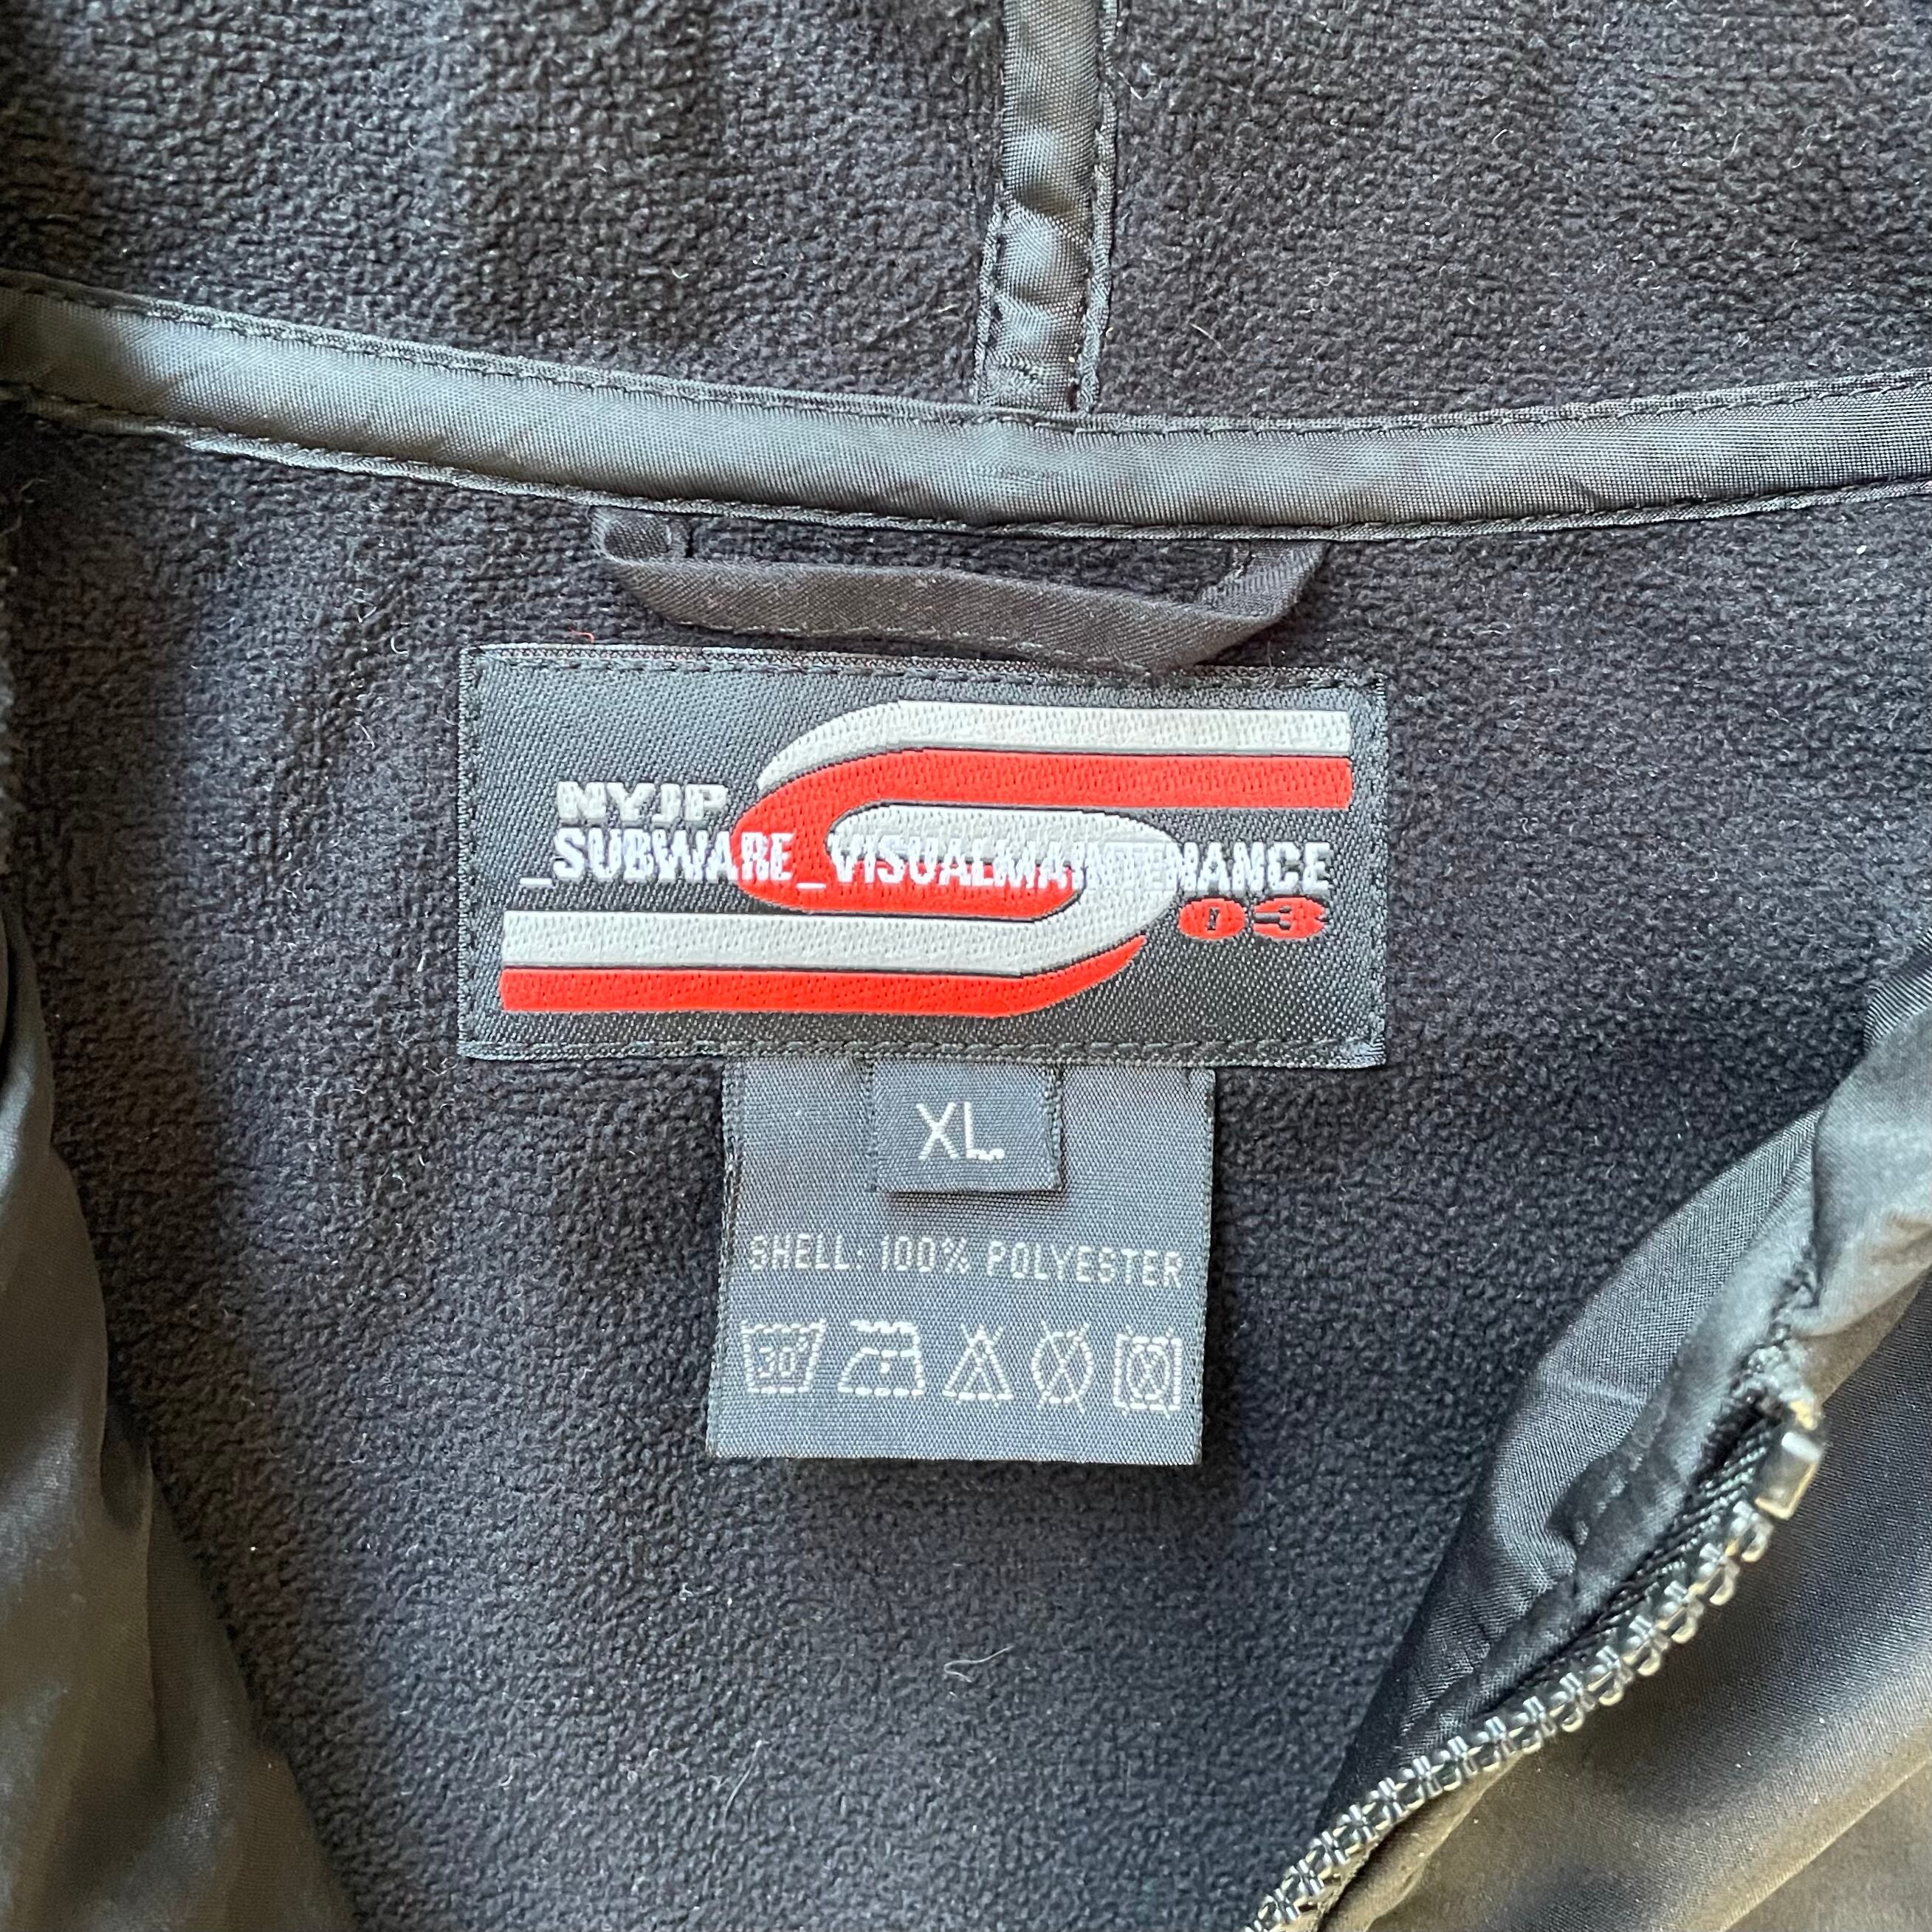 NYJP
_SUBWARE_VISUALMAINTENANCE
03
XL
SHELL: 100% POLYESTER
30°